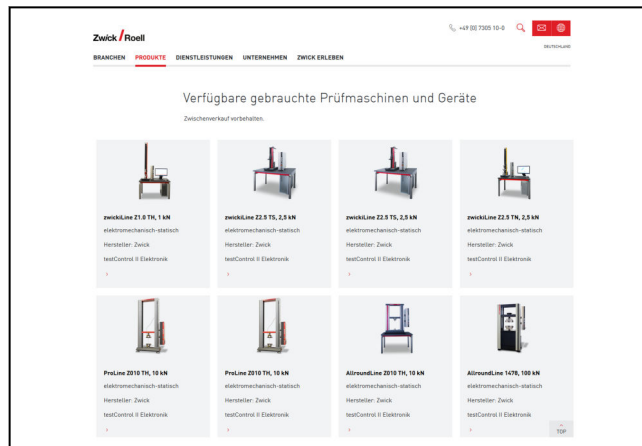 Zwick / Roell
+49 (0) 7305 10-0
DEUTSCHLAND
BRANCHEN PRODUKTE DIENSTLEISTUNGEN UNTERNEHMEN ZWICK ERLEBEN
Verfügbare gebrauchte Prüfmaschinen und Geräte
Zwischenverkauf vorbehalten.
zwickiLine Z1.0 TH, 1 kN
elektromechanisch-statisch
Hersteller: Zwick
testControl II Elektronik
zwickiLine Z2.5 TS, 2,5 kN
elektromechanisch-statisch
Hersteller: Zwick
testControl II Elektronik
zwickiLine Z2.5 TS, 2,5 kN
elektromechanisch-statisch
Hersteller: Zwick
testControl II Elektronik
zwickiLine Z2.5 TN, 2,5 kN
elektromechanisch-statisch
Hersteller: Zwick
testControl II Elektronik
ProLine Z010 TH, 10 kN
elektromechanisch-statisch
Hersteller: Zwick
testControl II Elektronik
ProLine Z010 TH, 10 kN
elektromechanisch-statisch
Hersteller: Zwick
testControl II Elektronik
AllroundLine Z010 TH, 10 kN
elektromechanisch-statisch
Hersteller: Zwick
testControl II Elektronik
AllroundLine 1478, 100 kN
elektromechanisch-statisch
Hersteller: Zwick
testControl II Elektronik
TOP